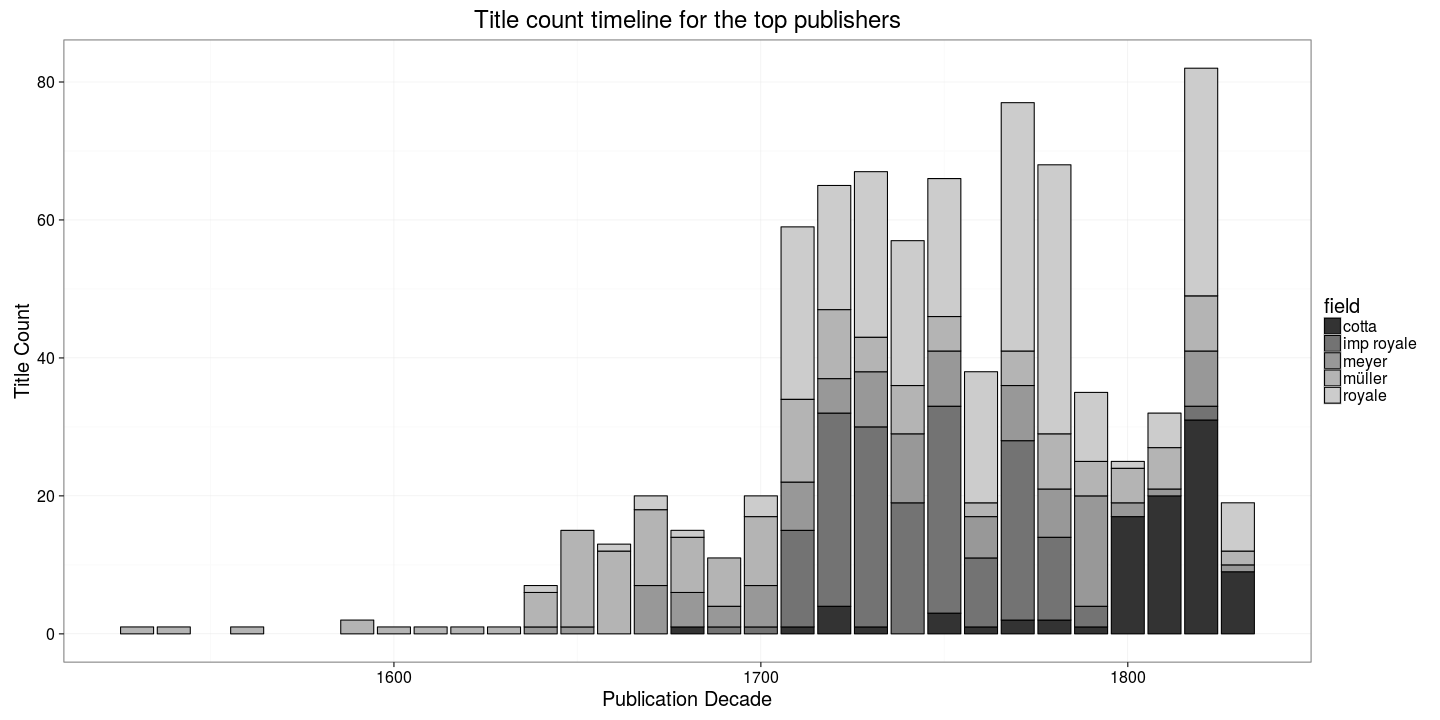 Title count timeline for the top publishers
Title Count
80
60
40
20
0
1600
1700
1800
Publication Decade
field
cotta
imp royale
meyer
müller
royale